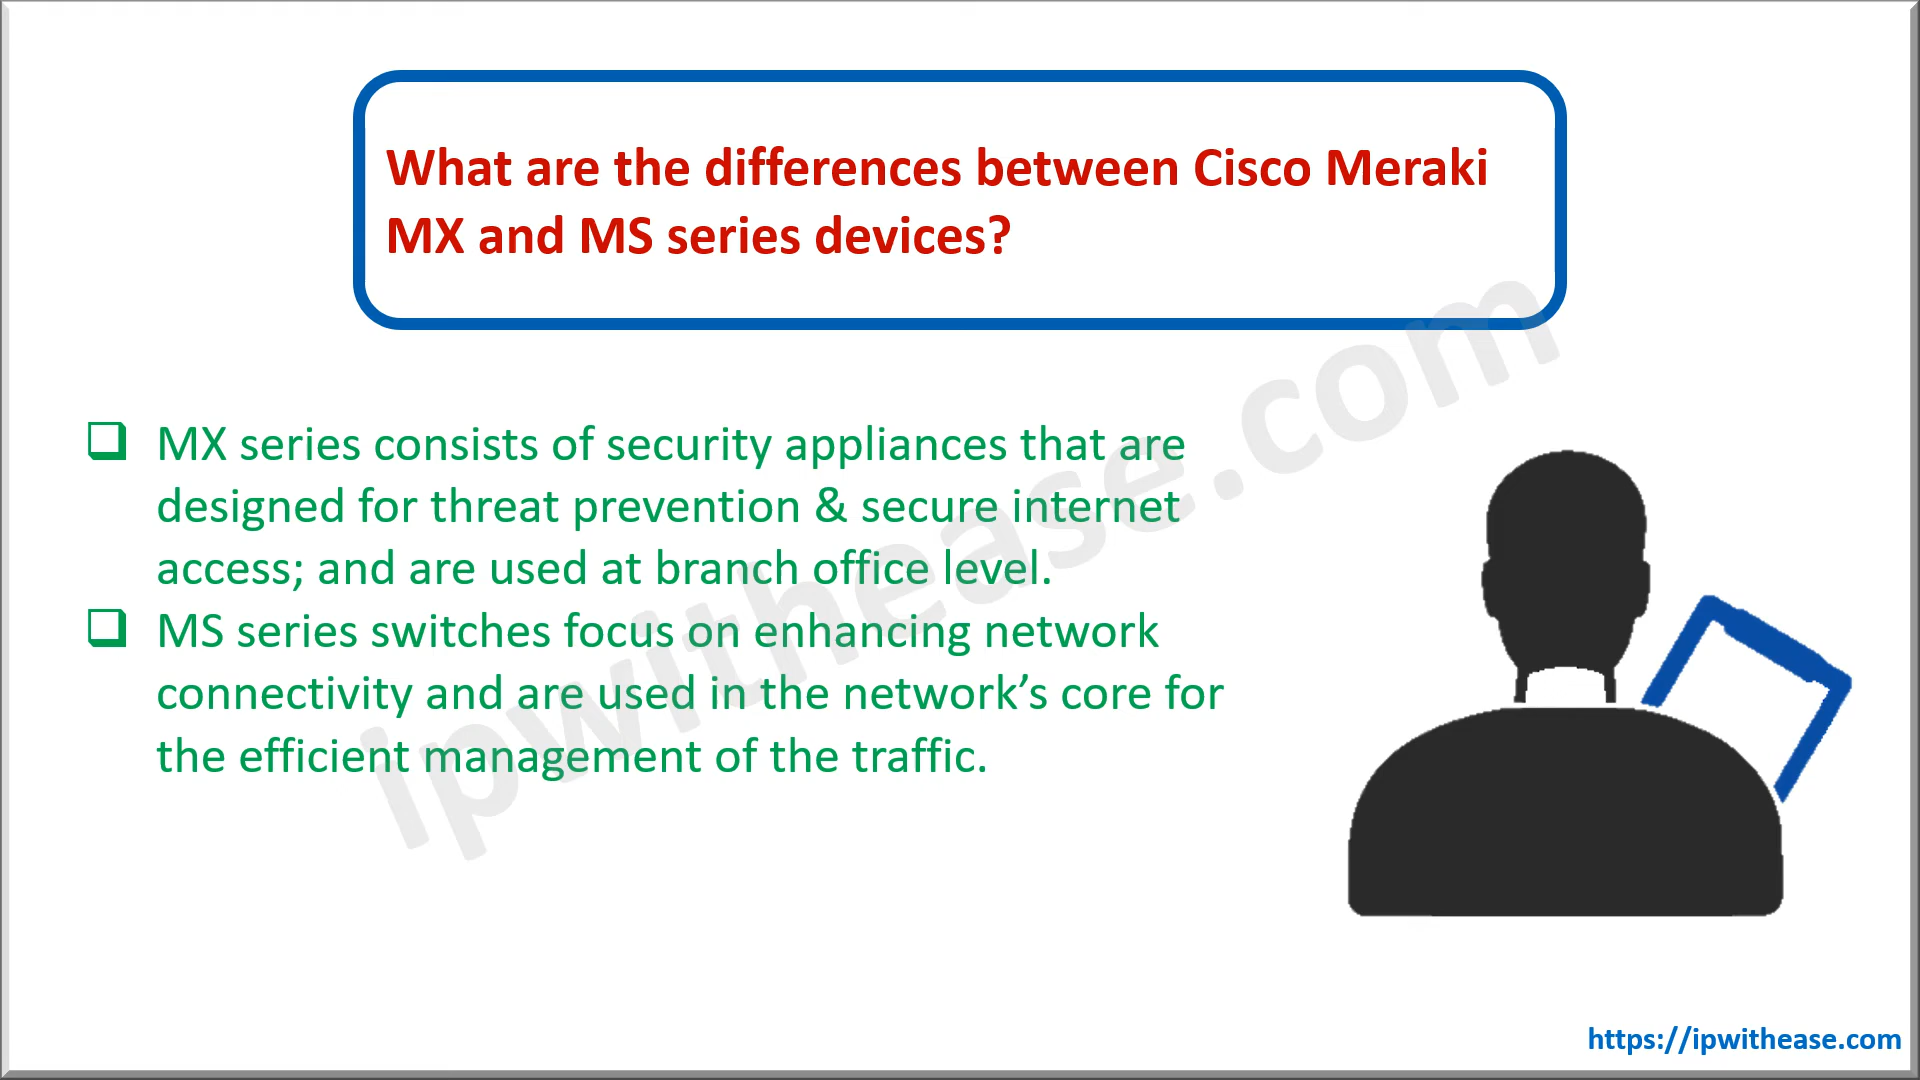 What are the differences between Cisco Meraki
MX and MS series devices?
MX series consists of security appliances that are
designed for threat prevention & secure internet
access; and are used at branch office level.
MS series switches focus on enhancing network
connectivity and are used in the network’s core for
the efficient management of the traffic.
ipwithease.com
https://ipwithease.com